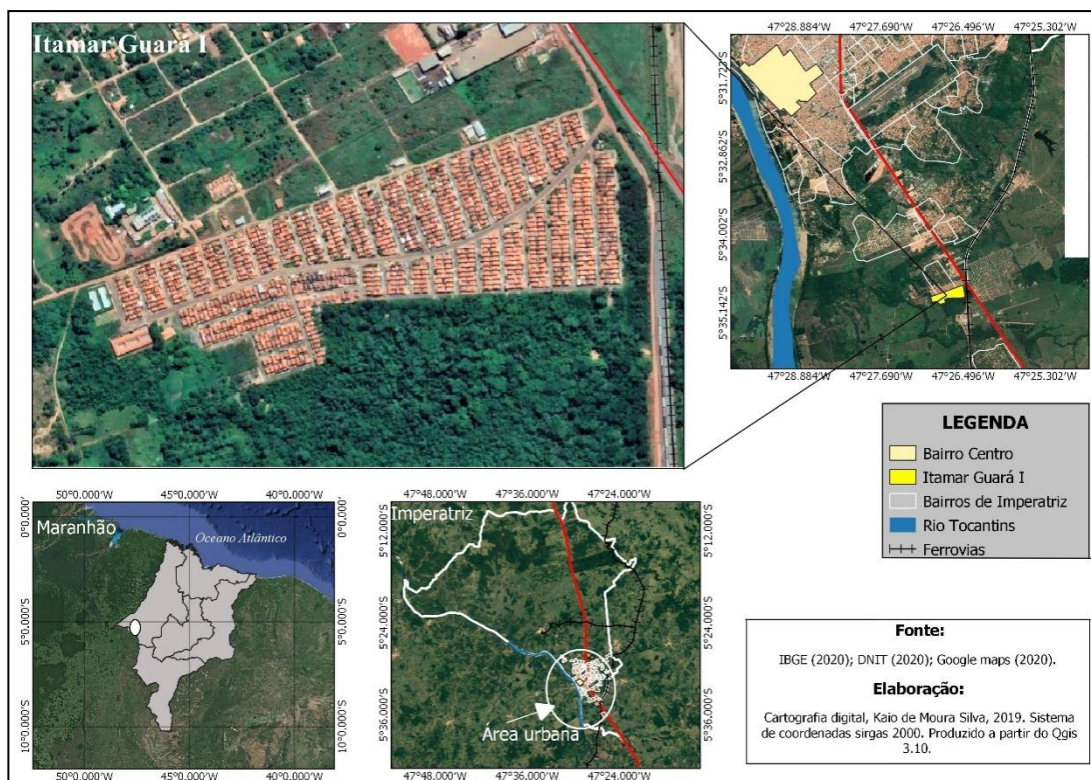 Itamar Guará I
47°28.884'W 47°27.690'W 47°26.496'W 47°25.302'W
5°31.723'S
5°32.862'S
5°34.002'S
5°35.142'S
47°28.884'W 47°27.690'W 47°26.496'W 47°25.302'W
LEGENDA
Bairro Centro
Itamar Guará I
Bairros de Imperatriz
Rio Tocantins
Ferrovias
50°0.000'W 45°0.000'W 40°0.000'W
Maranhão
Oceano Atlântico
0°0.000'
5°0.000'S
10°0.000'S
0°0.000'
5°0.000'S
10°0.000'S
50°0.000'W 45°0.000'W 40°0.000'W
47°48.000'W 47°36.000'W 47°24.000'W
Imperatriz
5°12.000'S
5°24.000'S
5°36.000'S
5°12.000'S
5°24.000'S
5°36.000'S
Área urbana
47°48.000'W 47°36.000'W 47°24.000'W
Fonte:
IBGE (2020); DNIT (2020); Google maps (2020).
Elaboração:
Cartografia digital, Kaio de Moura Silva, 2019. Sistema
de coordenadas sirgas 2000. Produzido a partir do Qgis
3.10.